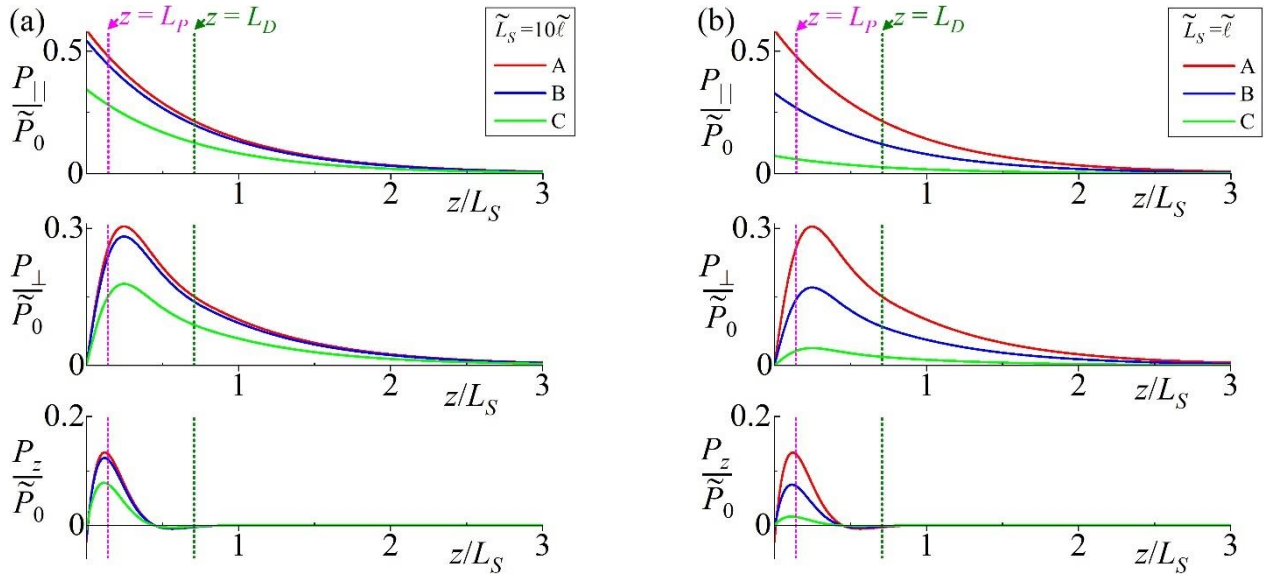 (a)
z = L_P
z = L_D
L̃_S = 10ℓ̃
A
B
C
P_||/P̃_0
0.5
0
1 2 3
z/L_S
P_⊥/P̃_0
0.3
0
1 2 3
z/L_S
P_z/P̃_0
0.2
0
1 2 3
z/L_S
(b)
z = L_P
z = L_D
L̃_S = ℓ̃
A
B
C
P_||/P̃_0
0.5
0
1 2 3
z/L_S
P_⊥/P̃_0
0.3
0
1 2 3
z/L_S
P_z/P̃_0
0.2
0
1 2 3
z/L_S